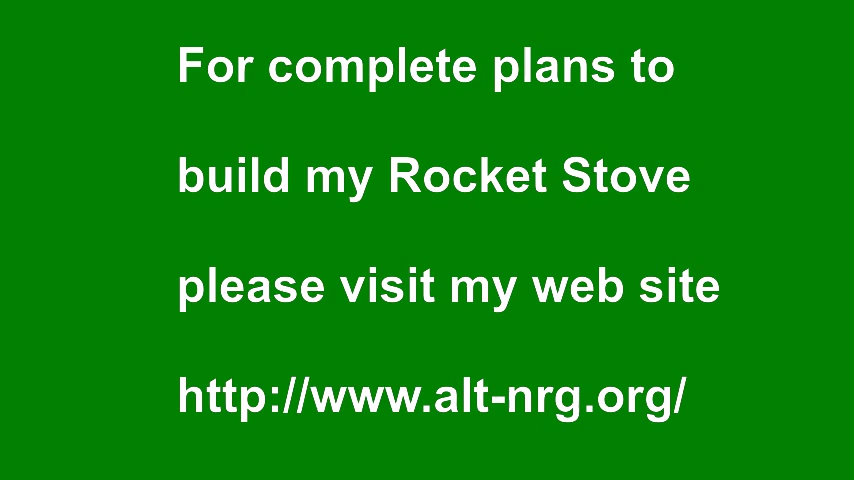 For complete plans to
build my Rocket Stove
please visit my web site
http://www.alt-nrg.org/